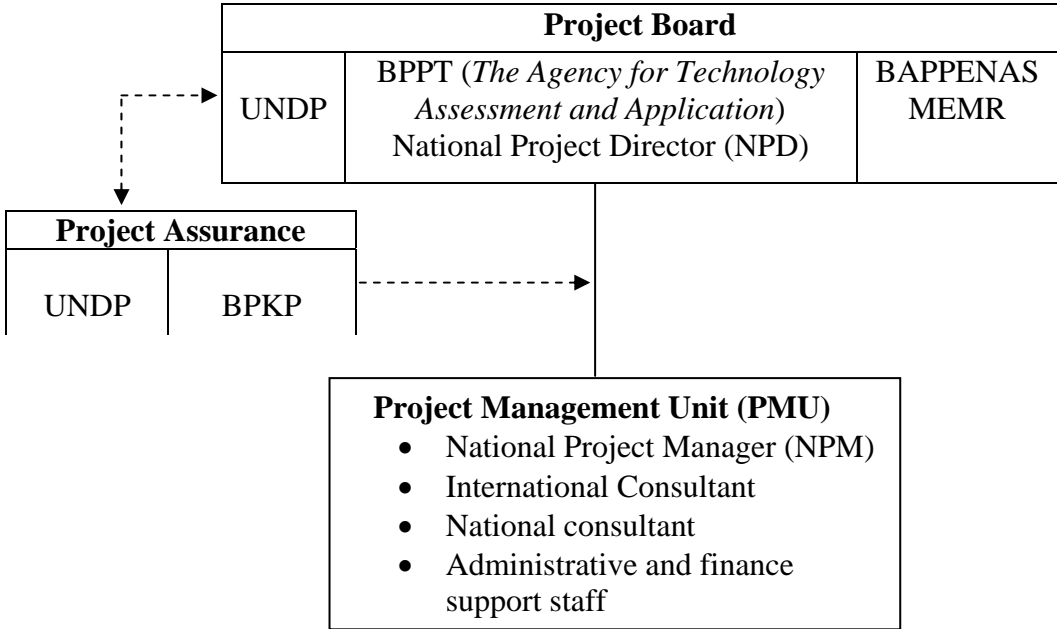 Project Board
UNDP
BPPT (The Agency for Technology
Assessment and Application)
National Project Director (NPD)
BAPPENAS
MEMR
Project Assurance
UNDP
BPKP
Project Management Unit (PMU)
• National Project Manager (NPM)
• International Consultant
• National consultant
• Administrative and finance
support staff